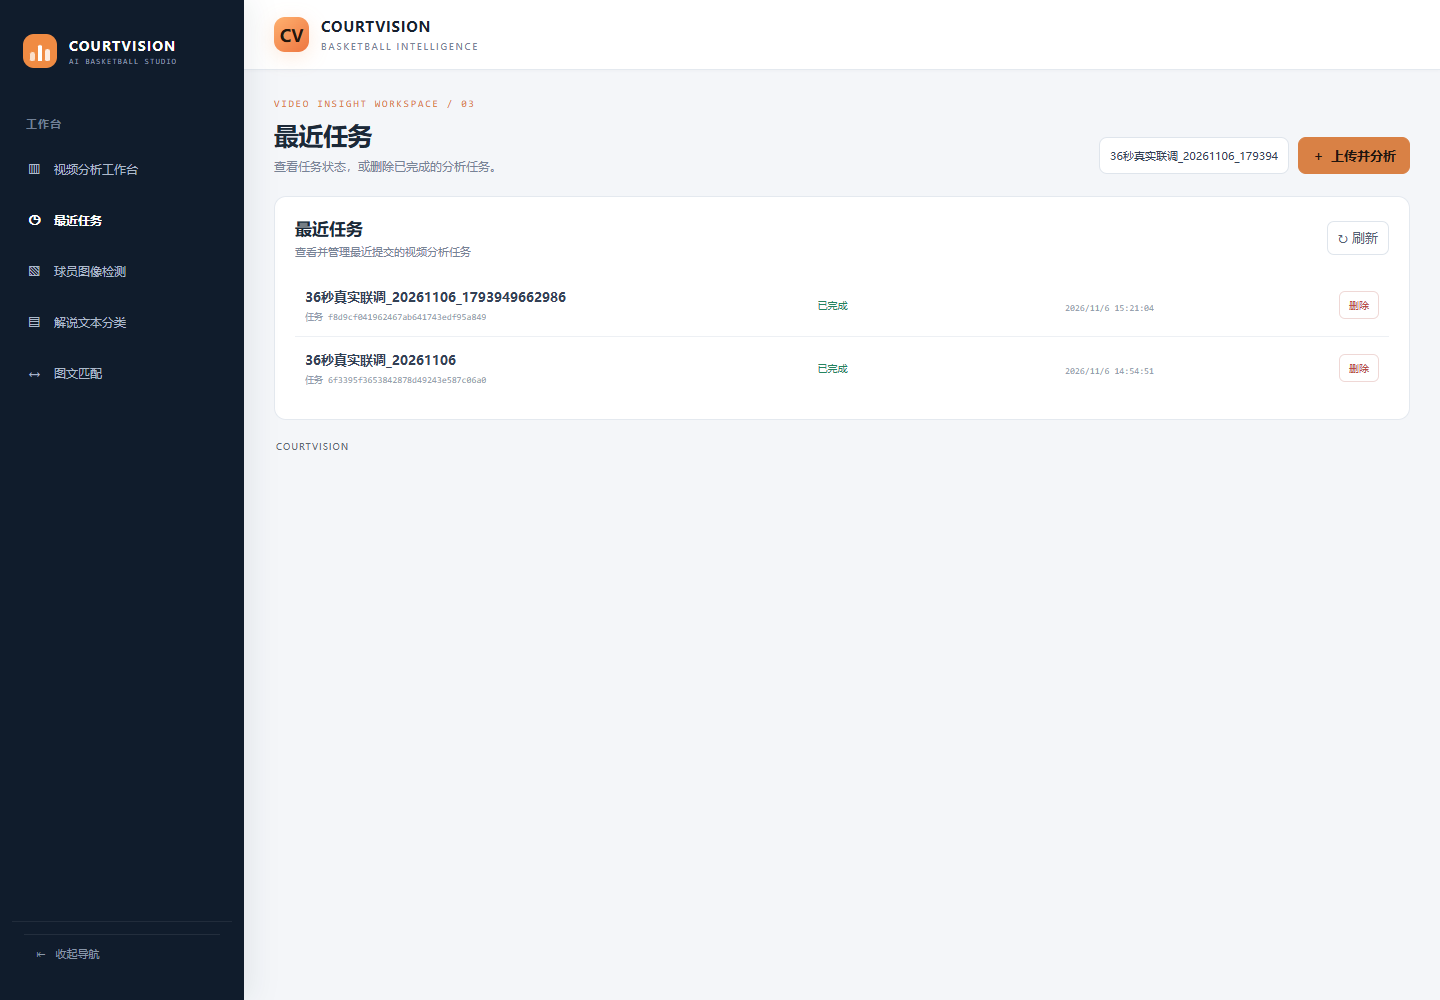 COURTVISION
AI BASKETBALL STUDIO
工作台
视频分析工作台
最近任务
球员图像检测
解说文本分类
图文匹配
收起导航
CV
COURTVISION
BASKETBALL INTELLIGENCE
VIDEO INSIGHT WORKSPACE / 03
最近任务
查看任务状态，或删除已完成的分析任务。
36秒真实联调_20261106_179394
+ 上传并分析
最近任务
查看并管理最近提交的视频分析任务
刷新
36秒真实联调_20261106_1793949662986
任务 f8d9cf041962467ab641743edf95a849
已完成
2026/11/6 15:21:04
删除
36秒真实联调_20261106
任务 6f3395f3653842878d49243e587c06a0
已完成
2026/11/6 14:54:51
删除
COURTVISION